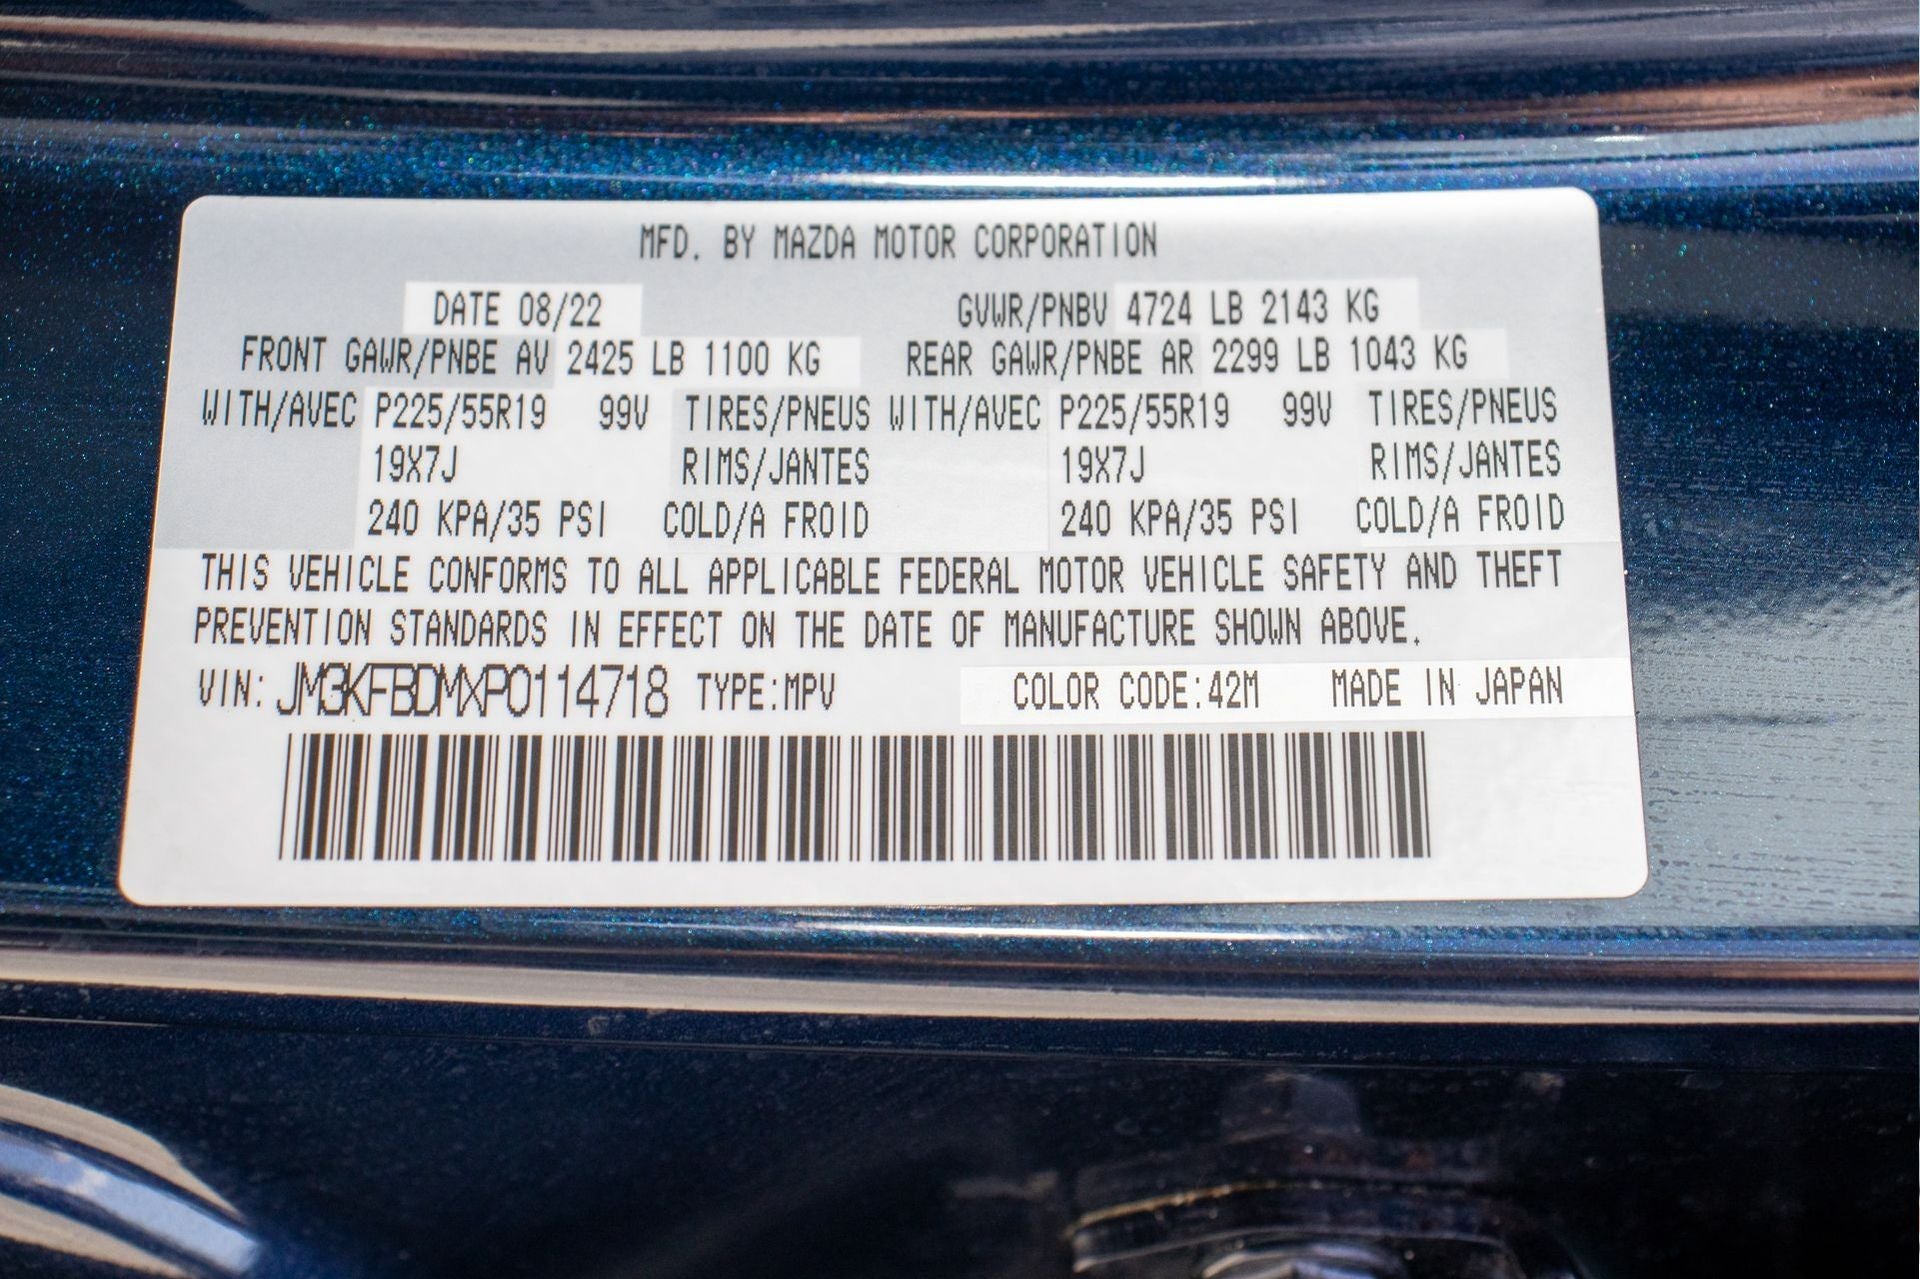 MFD. BY MAZDA MOTOR CORPORATION
DATE 08/22 GVWR/PNBV 4724 LB 2143 KG
FRONT GAWR/PNBE AV 2425 LB 1100 KG REAR GAWR/PNBE AR 2299 LB 1043 KG
WITH/AVEC P225/55R19 99V TIRES/PNEUS WITH/AVEC P225/55R19 99V TIRES/PNEUS
19X7J RIMS/JANTES 19X7J RIMS/JANTES
240 KPA/35 PSI COLD/A FROID 240 KPA/35 PSI COLD/A FROID
THIS VEHICLE CONFORMS TO ALL APPLICABLE FEDERAL MOTOR VEHICLE SAFETY AND THEFT
PREVENTION STANDARDS IN EFFECT ON THE DATE OF MANUFACTURE SHOWN ABOVE.
VIN: JM3KFBDMXP0114718 TYPE:MPV COLOR CODE:42M MADE IN JAPAN